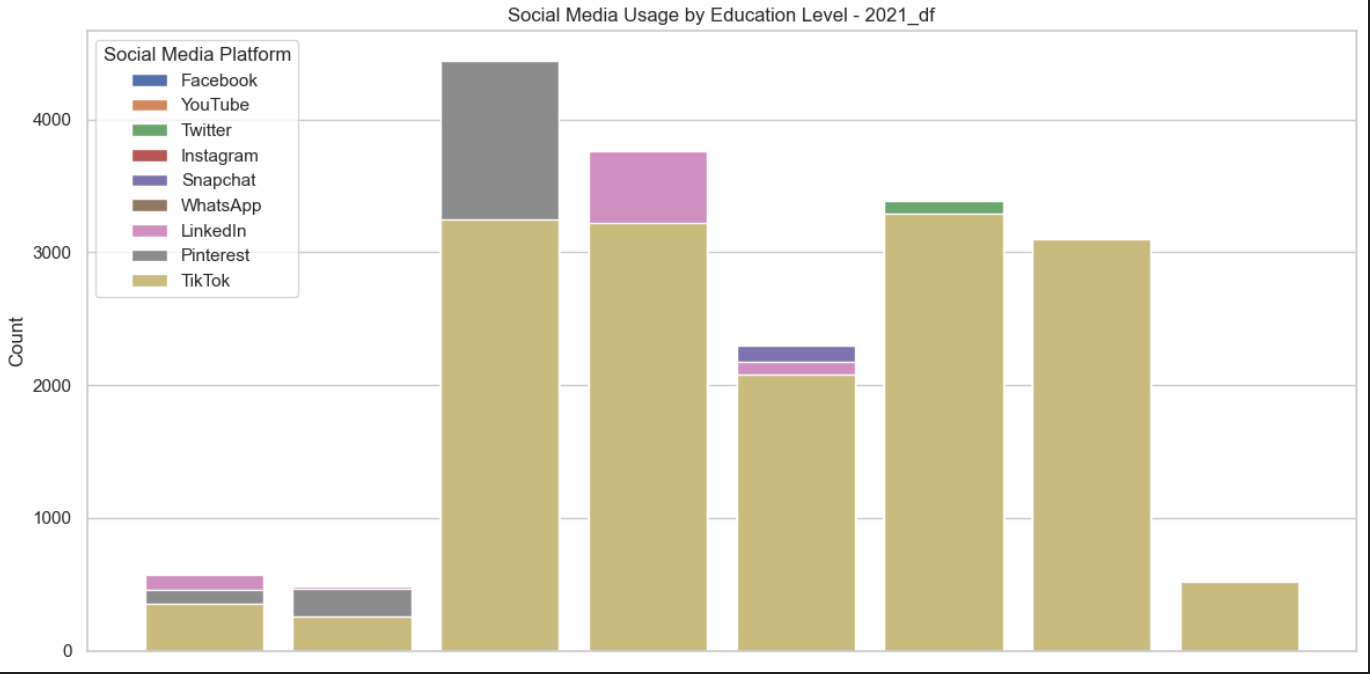 Social Media Usage by Education Level - 2021_df
Social Media Platform
Facebook
YouTube
Twitter
Instagram
Snapchat
WhatsApp
LinkedIn
Pinterest
TikTok
4000
3000
2000
1000
0
Count